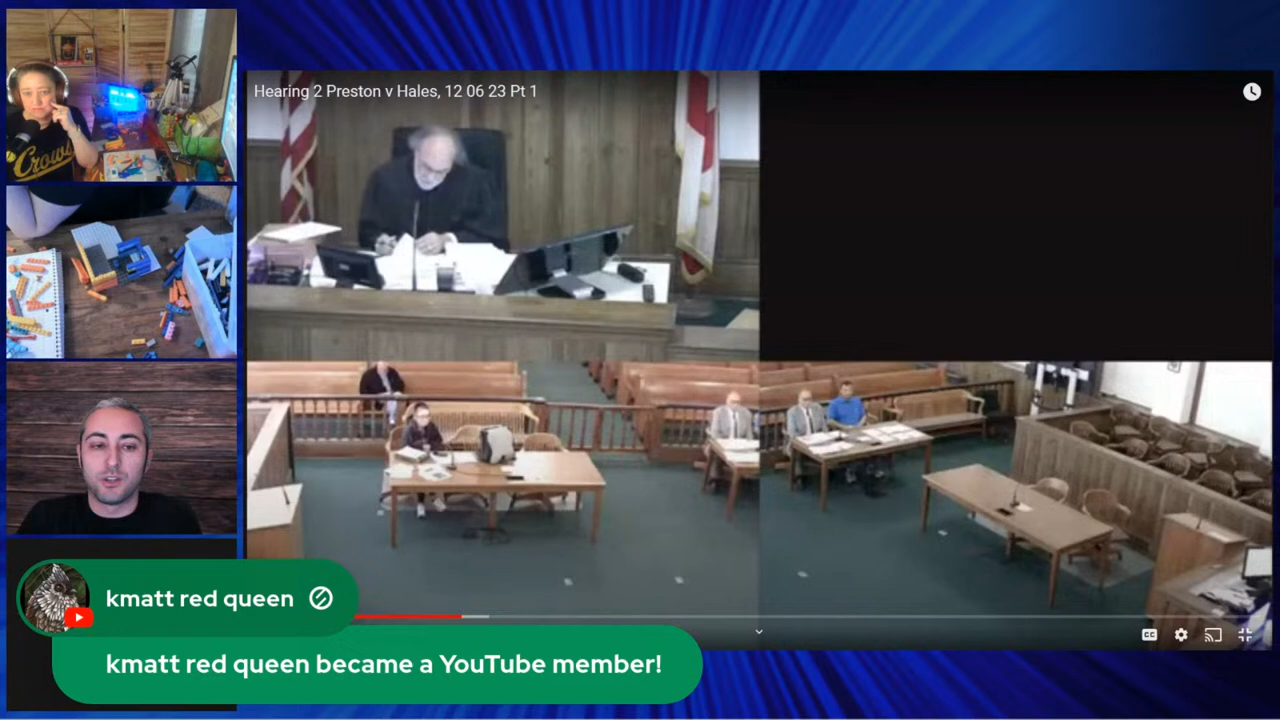 Hearing 2 Preston v Hales, 12 06 23 Pt 1
Crows
kmatt red queen
kmatt red queen became a YouTube member!
CC